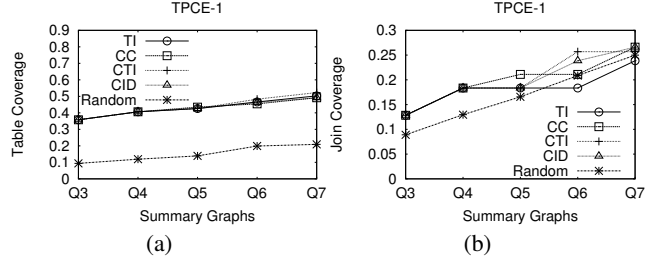 TPCE-1
Table Coverage
0.9
0.8
0.7
0.6
0.5
0.4
0.3
0.2
0.1
0
TI
CC
CTI
CID
Random
Q3 Q4 Q5 Q6 Q7
Summary Graphs
(a)
TPCE-1
Join Coverage
0.3
0.25
0.2
0.15
0.1
0.05
0
TI
CC
CTI
CID
Random
Q3 Q4 Q5 Q6 Q7
Summary Graphs
(b)